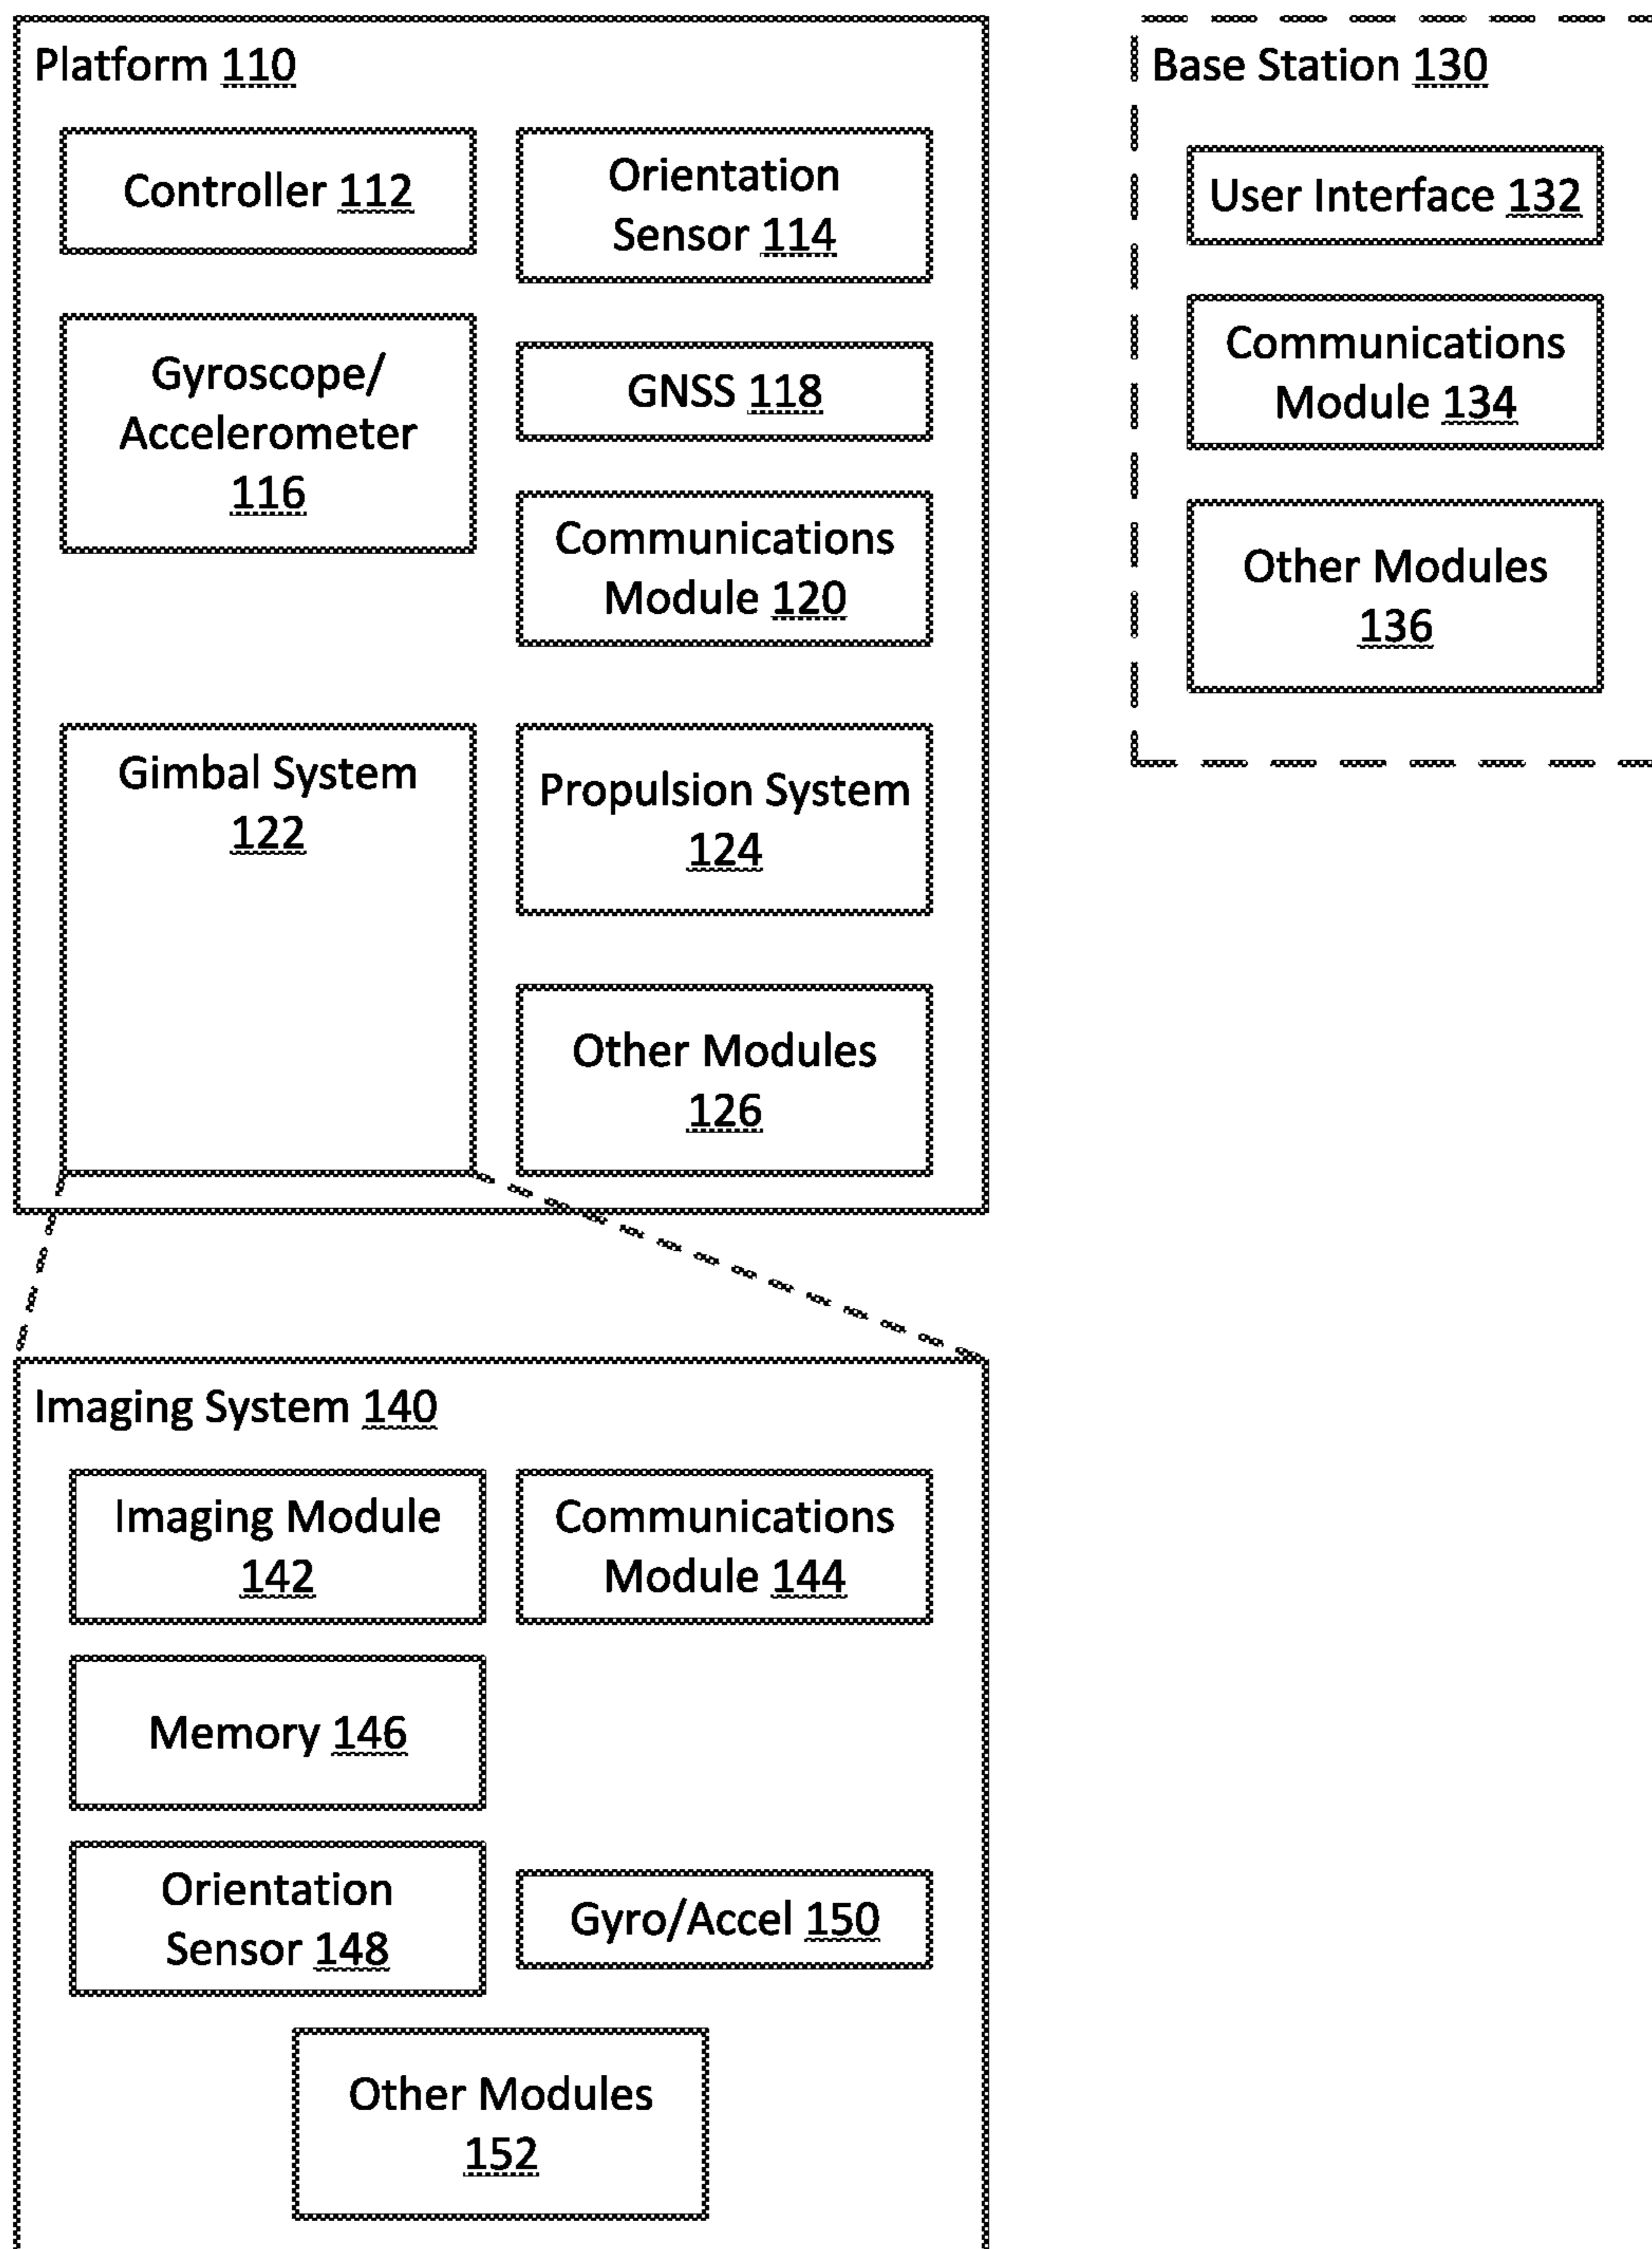 Platform 110
Controller 112
Orientation
Sensor 114
Gyroscope/
Accelerometer
116
GNSS 118
Communications
Module 120
Gimbal System
122
Propulsion System
124
Other Modules
126
Base Station 130
User Interface 132
Communications
Module 134
Other Modules
136
Imaging System 140
Imaging Module
142
Communications
Module 144
Memory 146
Orientation
Sensor 148
Gyro/Accel 150
Other Modules
152